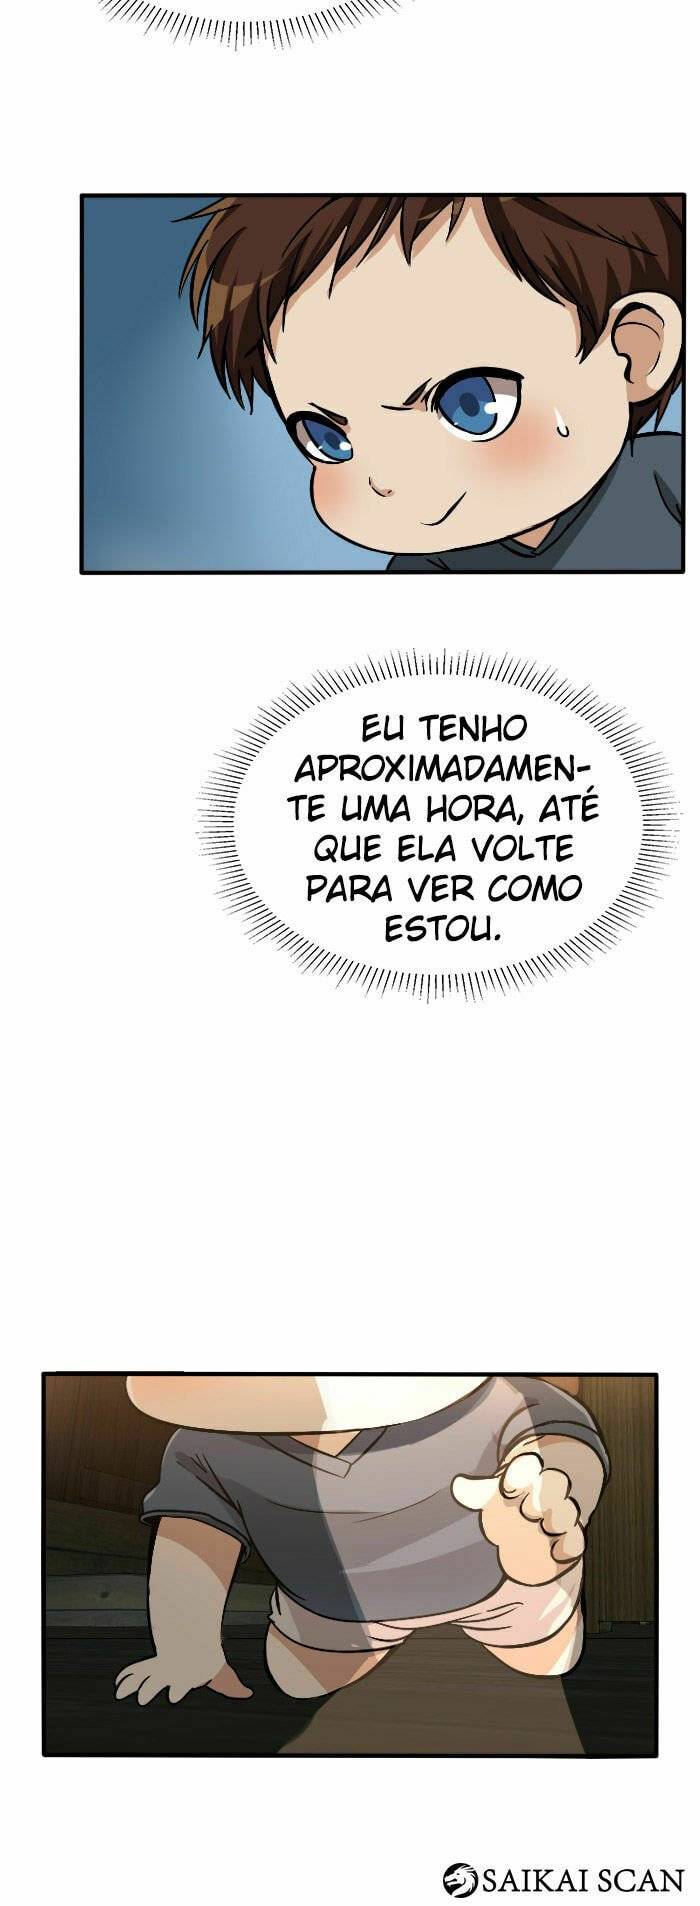 EU TENHO
APROXIMADAMEN-
TE UMA HORA, ATÉ
QUE ELA VOLTE
PARA VER COMO
ESTOU.
SAIKAI SCAN